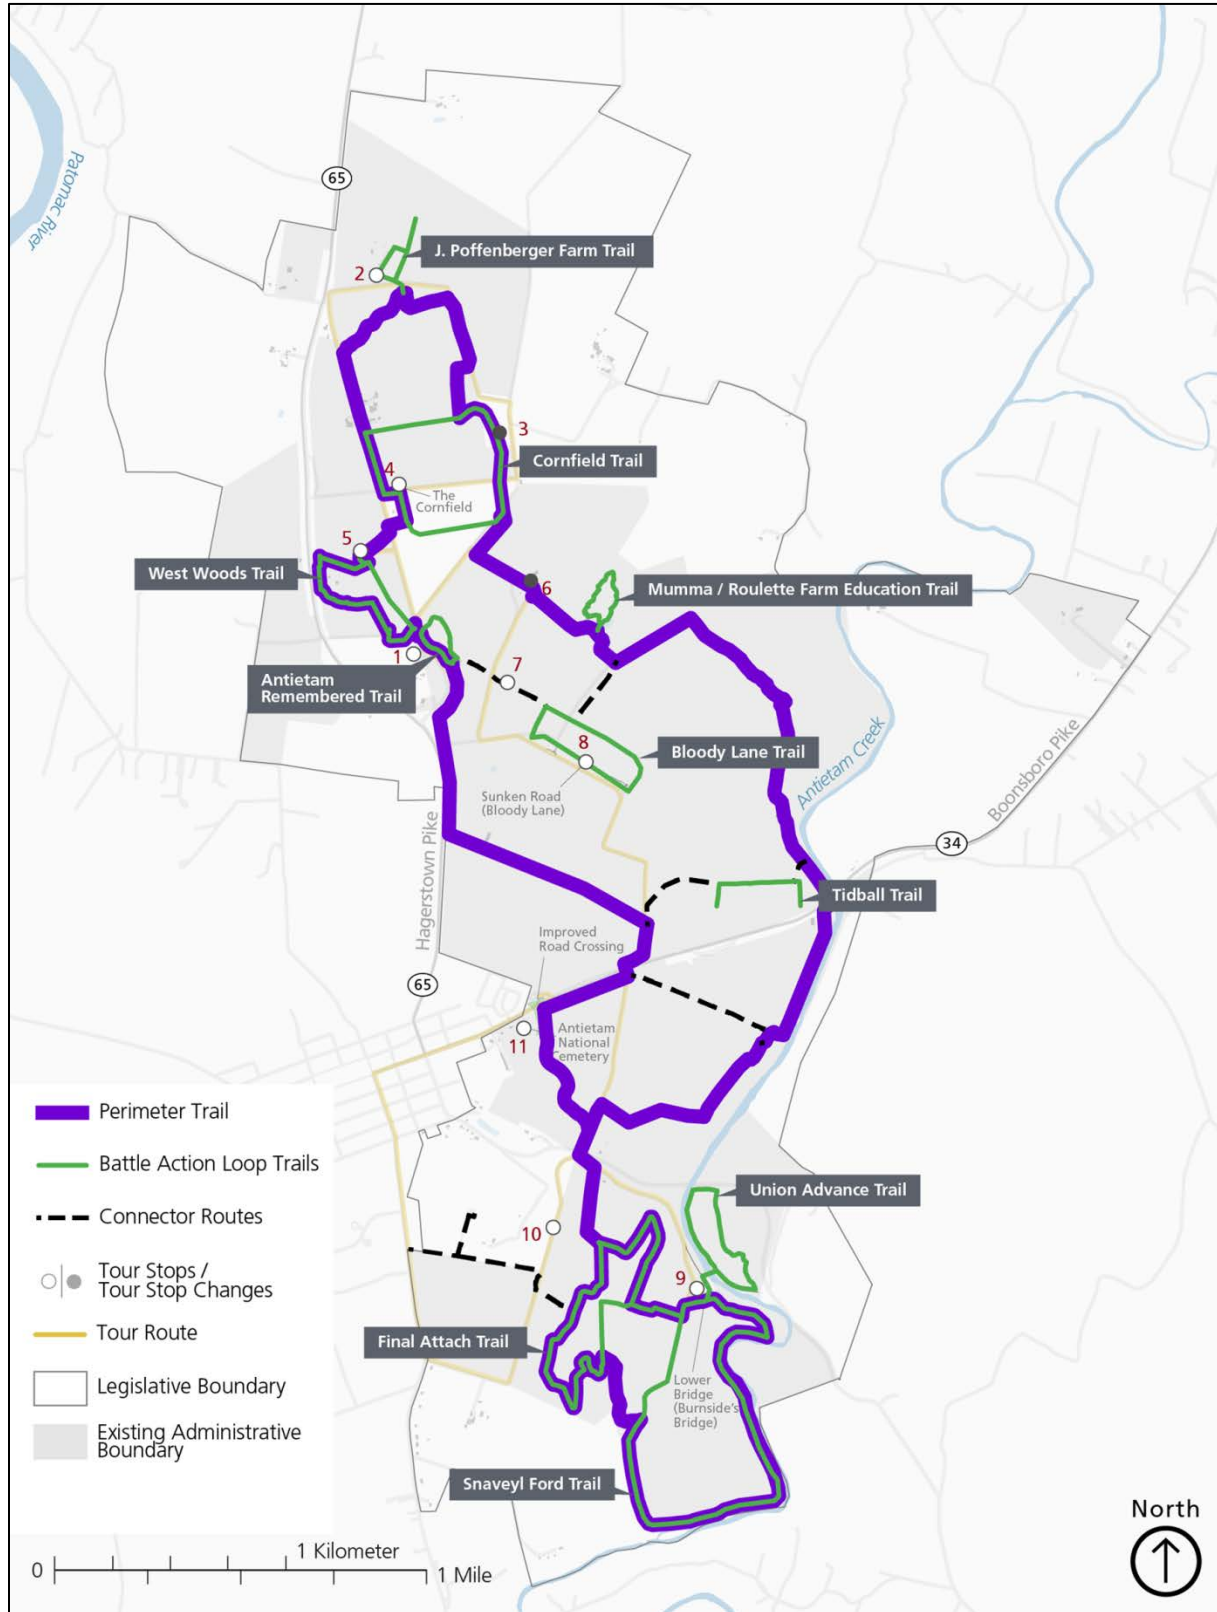 65
Patomac River
J. Poffenberger Farm Trail
2
3
Cornfield Trail
4
The
Cornfield
5
West Woods Trail
6
Mumma / Roulette Farm Education Trail
1
Antietam
Remembered Trail
7
8
Bloody Lane Trail
Sunken Road
(Bloody Lane)
Antietam Creek
Boonsboro Pike
34
Hagerstown Pike
Tidball Trail
Improved
Road Crossing
65
11
Antietam
National
Cemetery
Union Advance Trail
10
9
Final Attach Trail
Lower
Bridge
(Burnside's
Bridge)
Snaveyl Ford Trail
Perimeter Trail
Battle Action Loop Trails
Connector Routes
Tour Stops /
Tour Stop Changes
Tour Route
Legislative Boundary
Existing Administrative
Boundary
1 Kilometer
0
1 Mile
North